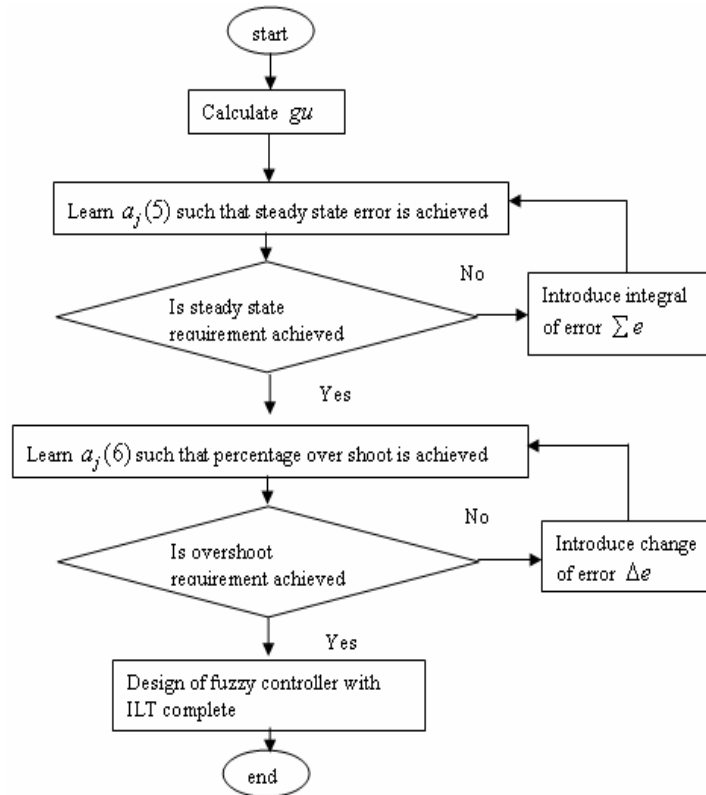 start
Calculate gu
Learn a_j(5) such that steady state error is achieved
No
Is steady state
requirement achieved
Introduce integral
of error ∑ e
Yes
Learn a_j(6) such that percentage over shoot is achieved
No
Is overshoot
requirement achieved
Introduce change
of error Δe
Yes
Design of fuzzy controller with
ILT complete
end